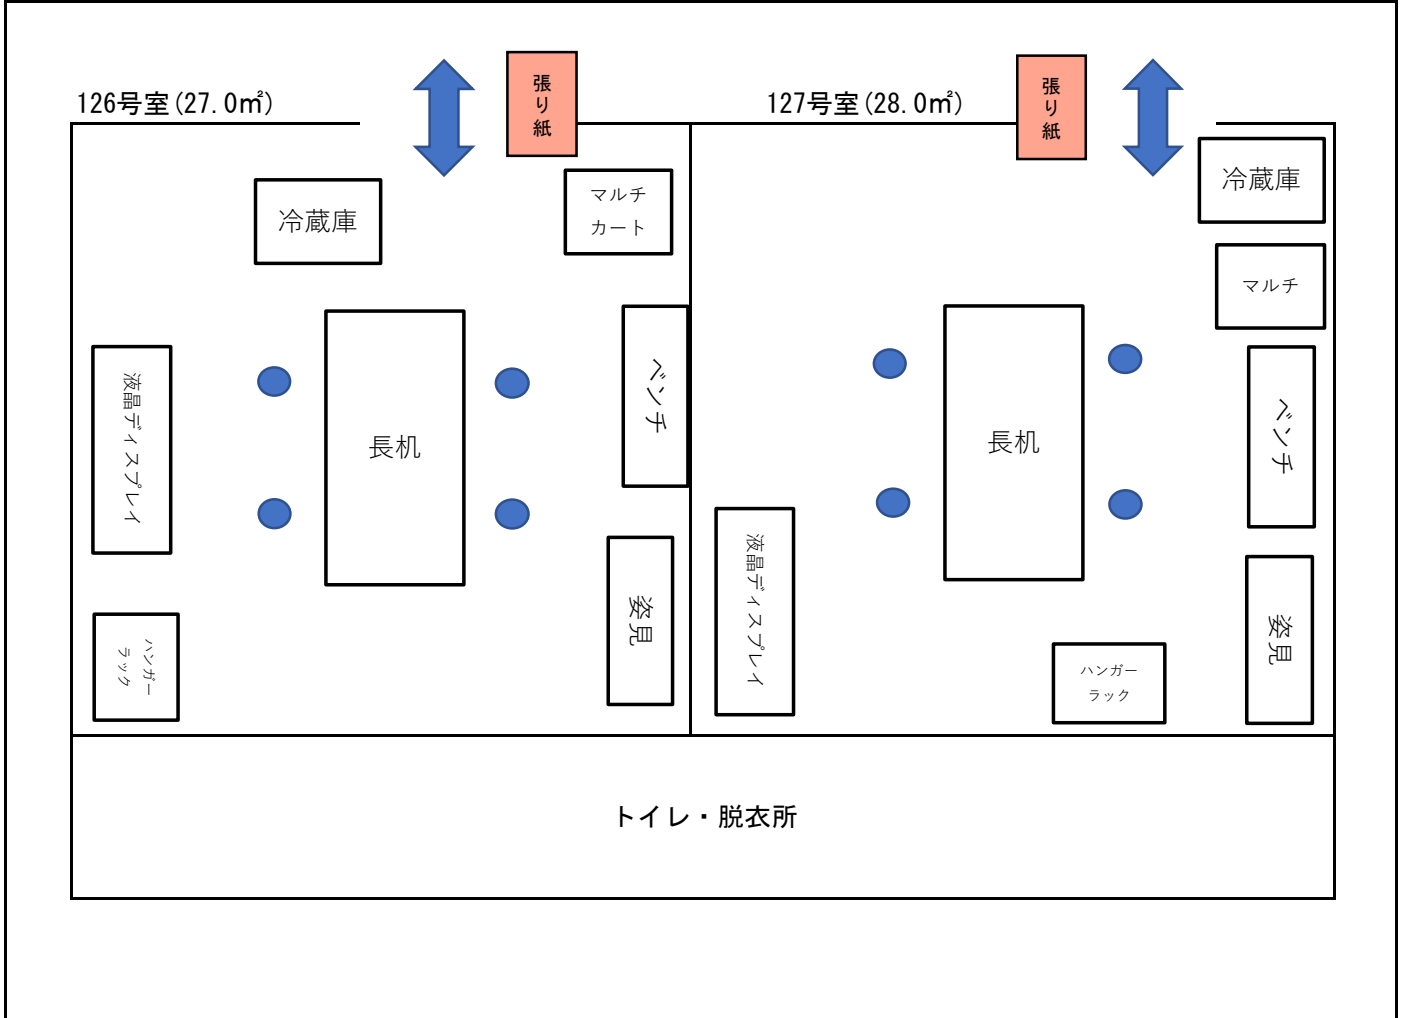 126号室(27.0㎡)
張り紙
冷蔵庫
マルチ
カート
液晶ディスプレイ
長机
ベンチ
姿見
ハンガー
ラック
127号室(28.0㎡)
張り紙
冷蔵庫
マルチ
長机
ベンチ
液晶ディスプレイ
姿見
ハンガー
ラック
トイレ・脱衣所